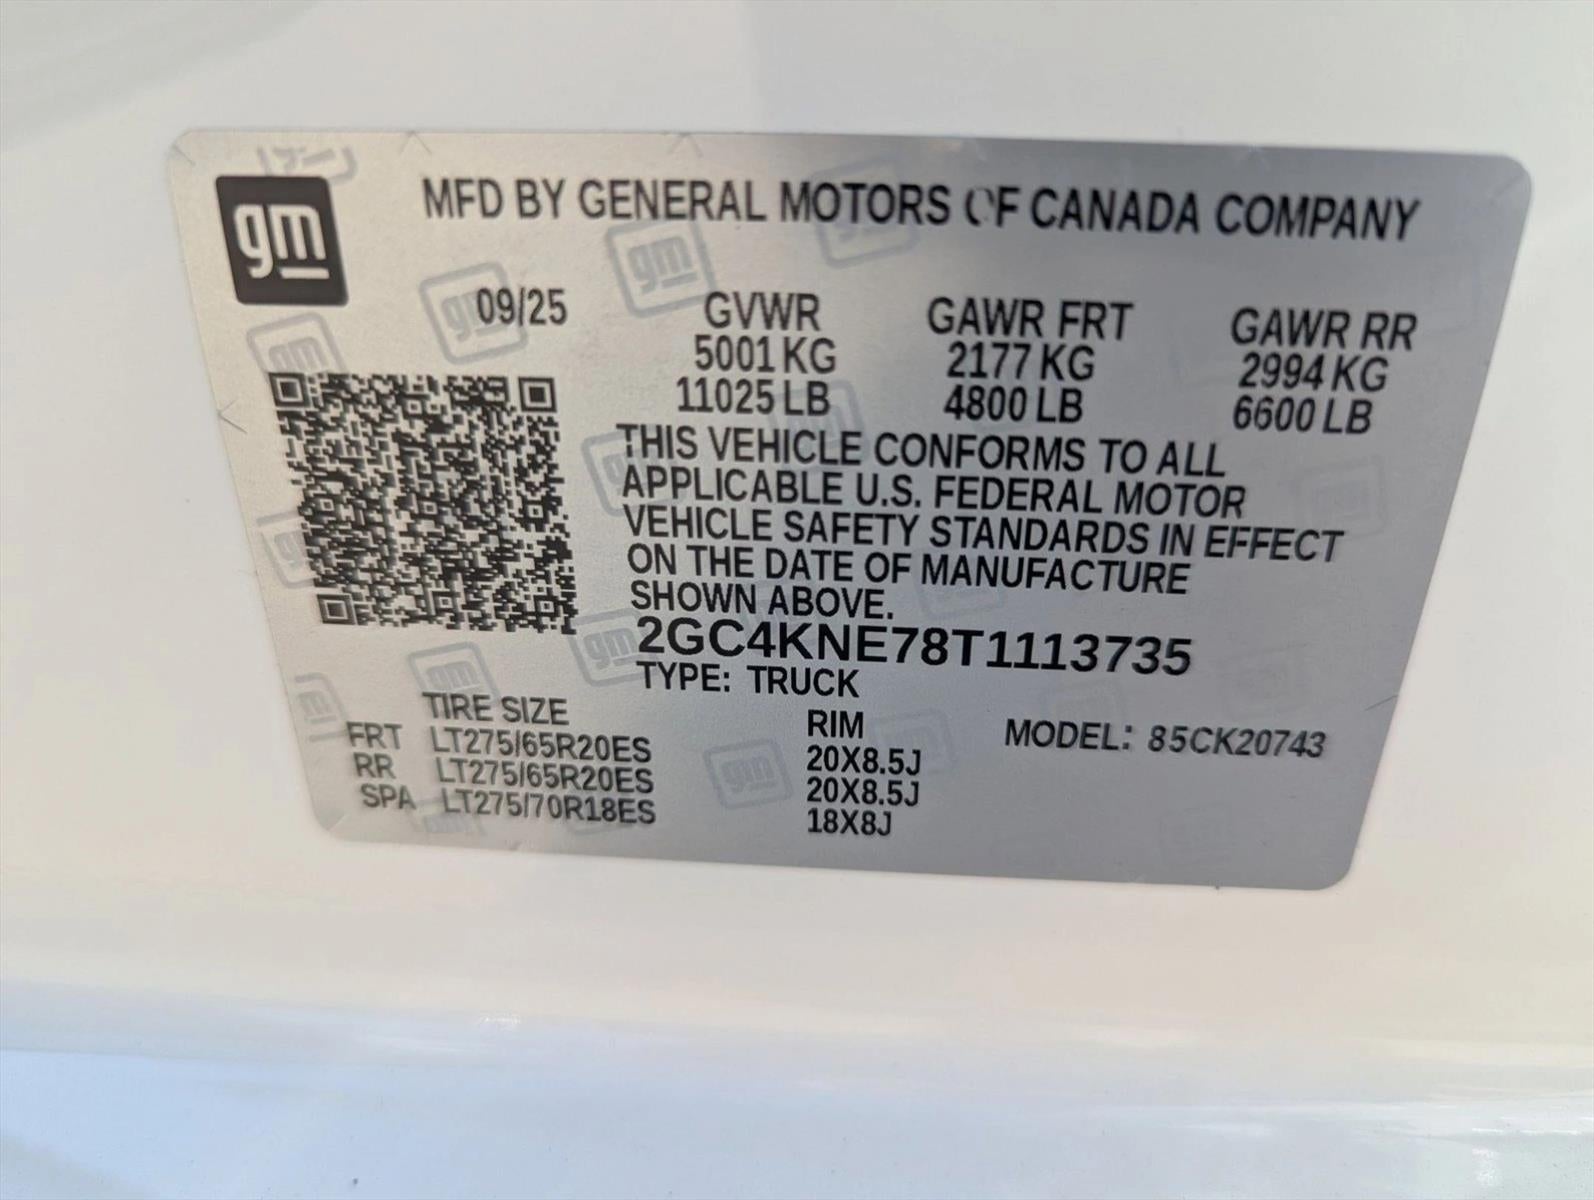 gm
MFD BY GENERAL MOTORS OF CANADA COMPANY
09/25 GVWR GAWR FRT GAWR RR
5001 KG 2177 KG 2994 KG
11025 LB 4800 LB 6600 LB
THIS VEHICLE CONFORMS TO ALL
APPLICABLE U.S. FEDERAL MOTOR
VEHICLE SAFETY STANDARDS IN EFFECT
ON THE DATE OF MANUFACTURE
SHOWN ABOVE.
2GC4KNE78T1113735
TYPE: TRUCK
TIRE SIZE RIM MODEL: 85CK20743
FRT LT275/65R20ES 20X8.5J
RR LT275/65R20ES 20X8.5J
SPA LT275/70R18ES 18X8J